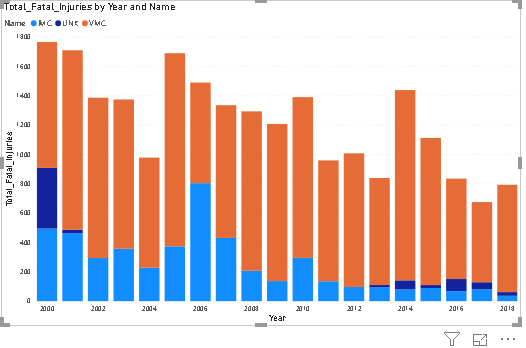 Total_Fatal_Injuries by Year and Name
Name IMC UNK VMC
1800
1600
1400
1200
1000
800
600
400
200
0
Total_Fatal_Injuries
2000 2002 2004 2006 2008 2010 2012 2014 2016 2018
Year